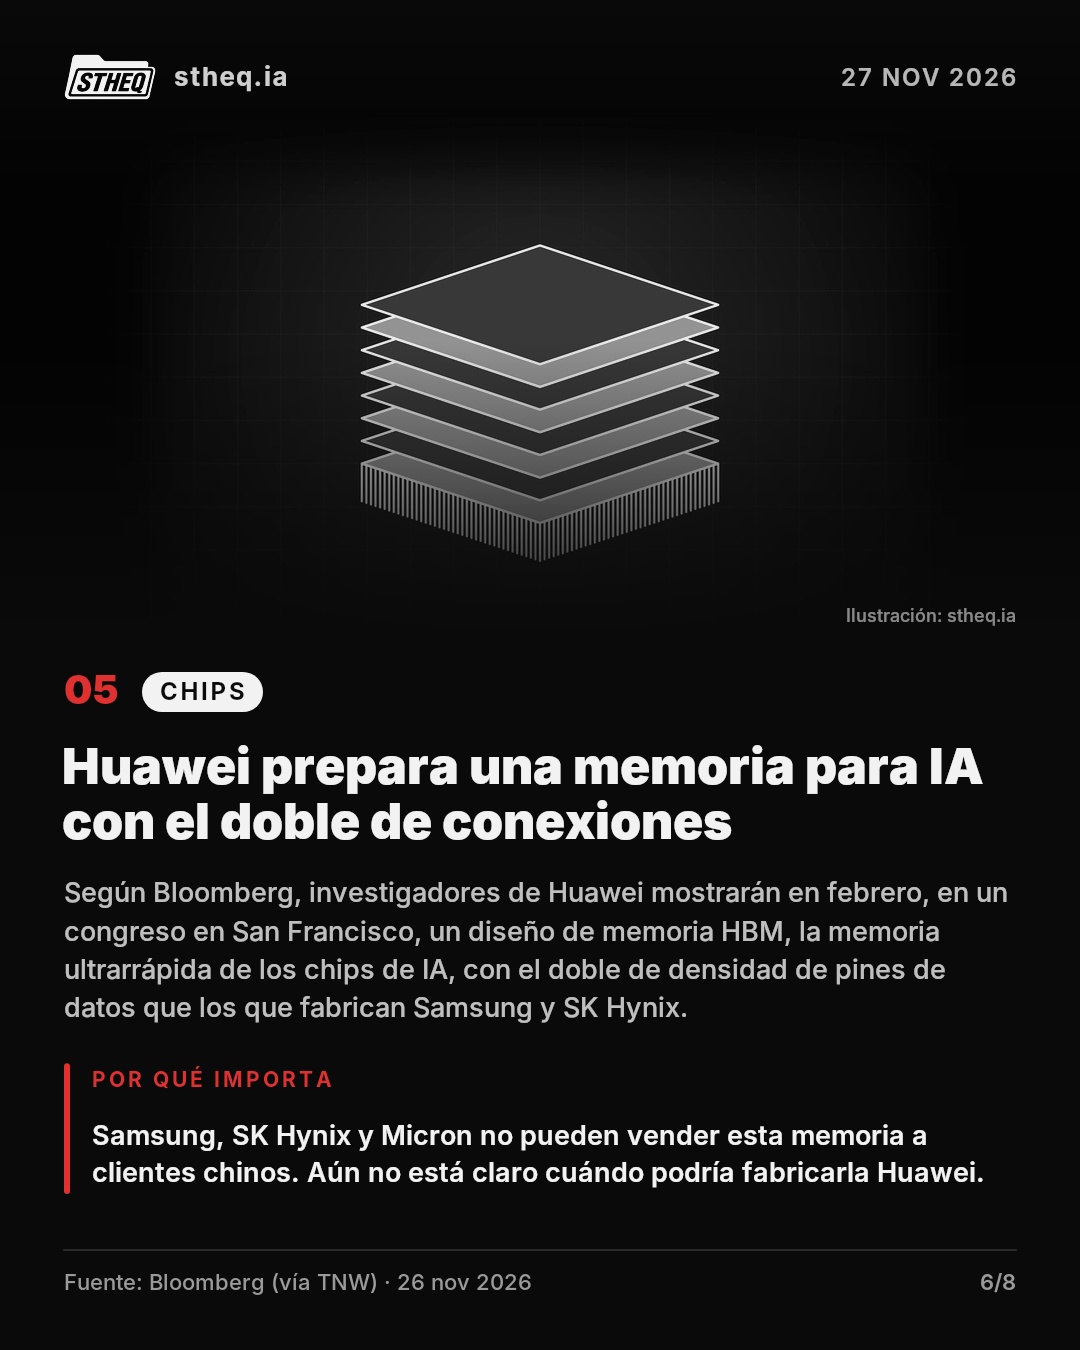 STHEQ stheq.ia
27 NOV 2026
Ilustración: stheq.ia
05 CHIPS
Huawei prepara una memoria para IA
con el doble de conexiones
Según Bloomberg, investigadores de Huawei mostrarán en febrero, en un
congreso en San Francisco, un diseño de memoria HBM, la memoria
ultrarrápida de los chips de IA, con el doble de densidad de pines de
datos que los que fabrican Samsung y SK Hynix.
POR QUÉ IMPORTA
Samsung, SK Hynix y Micron no pueden vender esta memoria a
clientes chinos. Aún no está claro cuándo podría fabricarla Huawei.
Fuente: Bloomberg (vía TNW) · 26 nov 2026
6/8